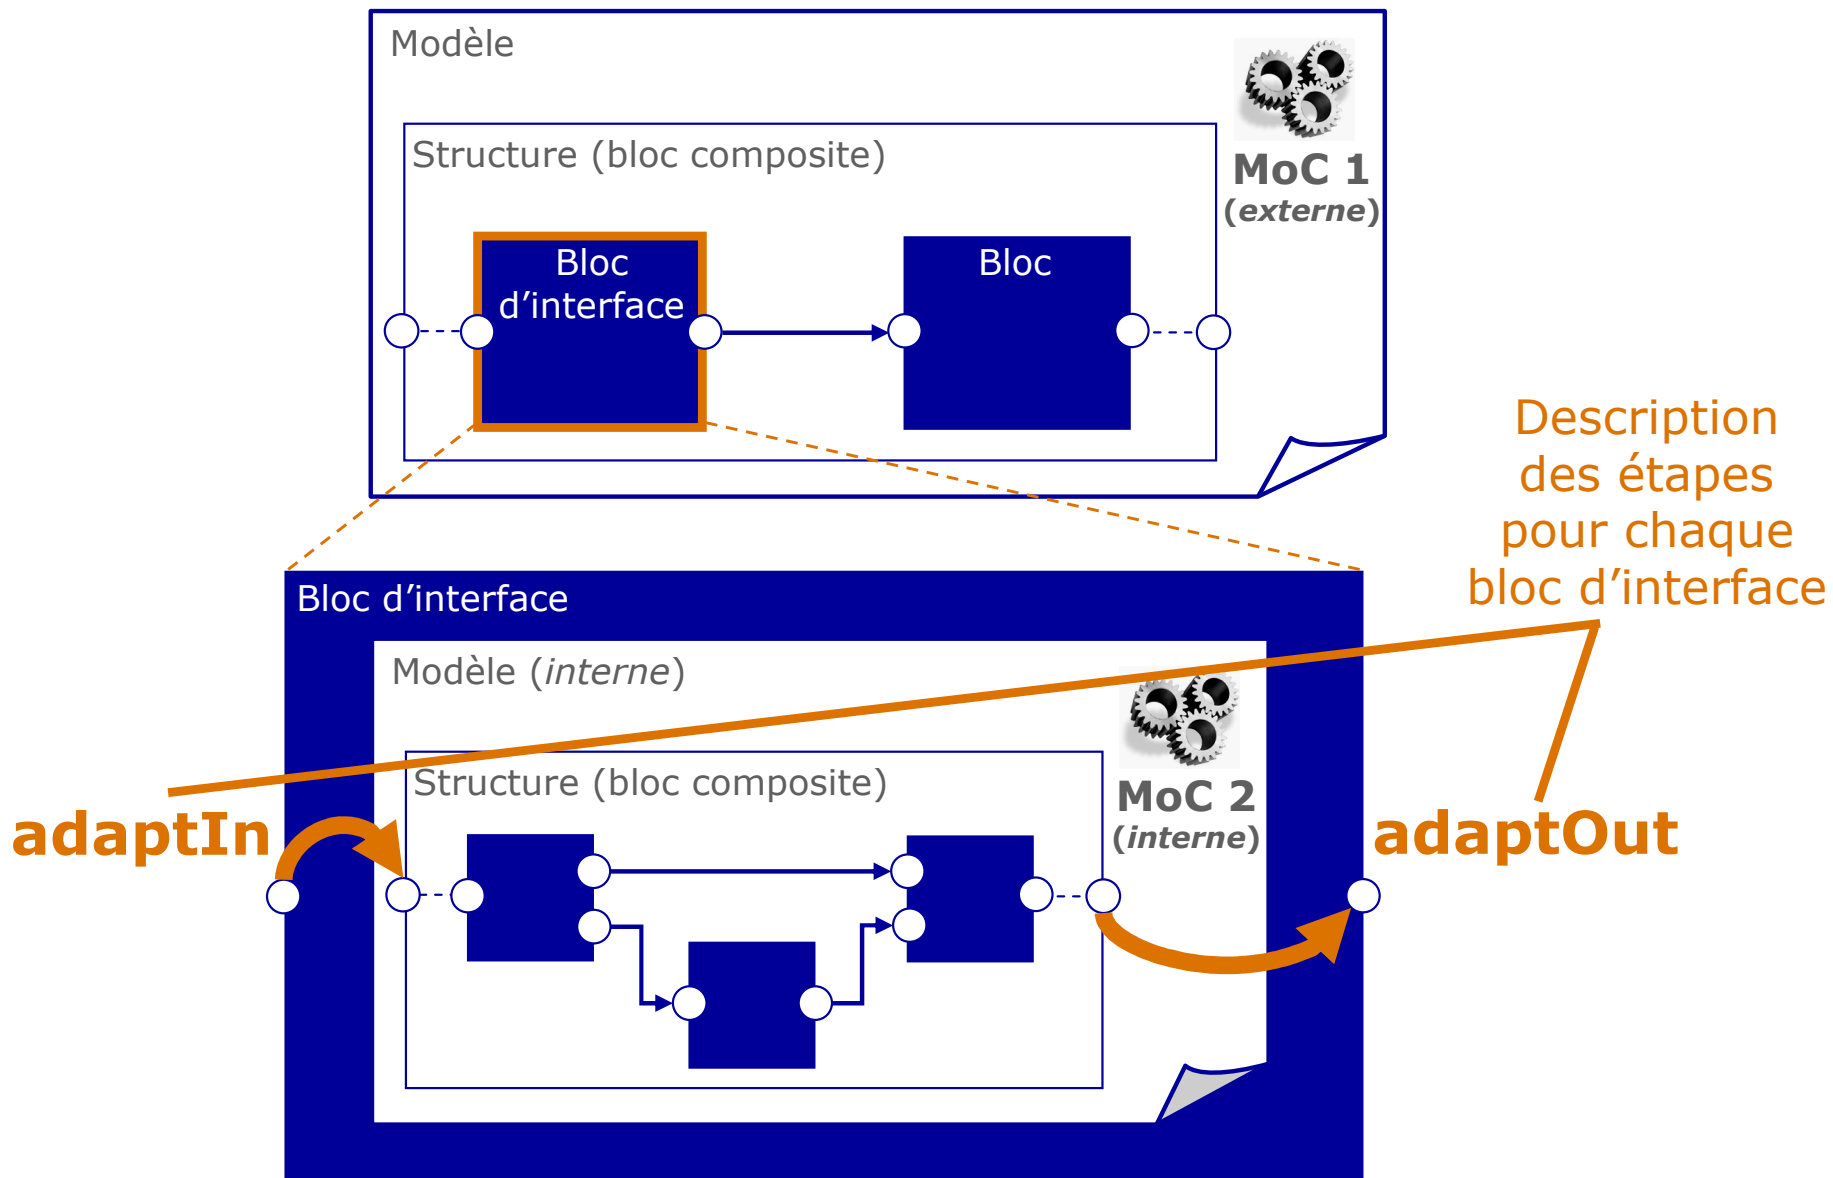 Modèle
Structure (bloc composite)
MoC 1
(externe)
Bloc
d’interface
Bloc
Description
des étapes
pour chaque
bloc d’interface
Bloc d’interface
Modèle (interne)
Structure (bloc composite)
MoC 2
(interne)
adaptIn
adaptOut